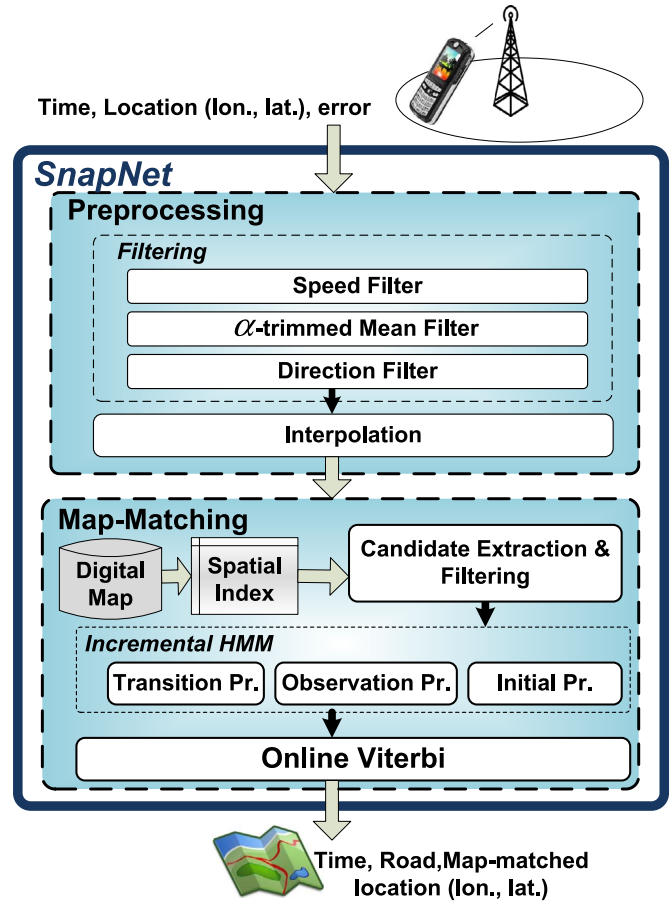 Time, Location (lon., lat.), error
SnapNet
Preprocessing
Filtering
Speed Filter
α-trimmed Mean Filter
Direction Filter
Interpolation
Map-Matching
Digital
Map
Spatial
Index
Candidate Extraction &
Filtering
Incremental HMM
Transition Pr.
Observation Pr.
Initial Pr.
Online Viterbi
Time, Road,Map-matched
location (lon., lat.)